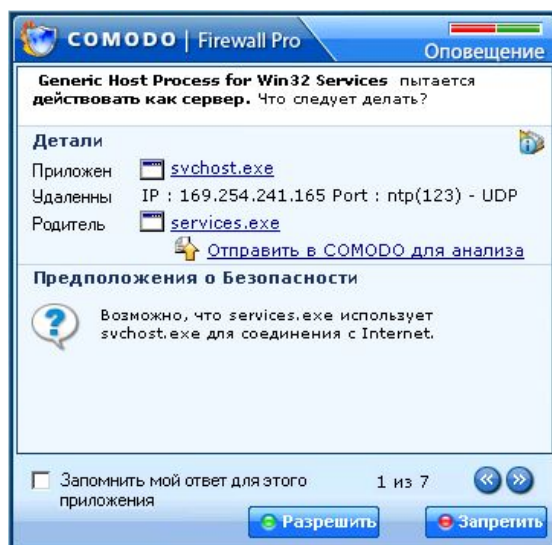 COMODO | Firewall Pro
Оповещение
Generic Host Process for Win32 Services пытается
действовать как сервер. Что следует делать?
Детали
Приложен svchost.exe
Удаленны IP : 169.254.241.165 Port : ntp(123) - UDP
Родитель services.exe
Отправить в COMODO для анализа
Предположения о Безопасности
Возможно, что services.exe использует
svchost.exe для соединения с Internet.
Запомнить мой ответ для этого
приложения
1 из 7
Разрешить
Запретить